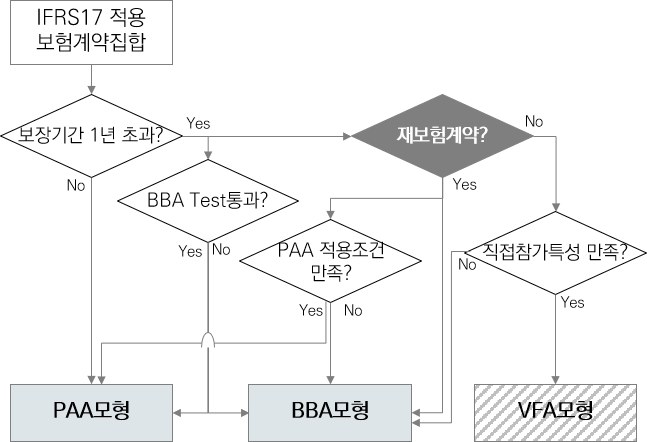 IFRS17 적용
보험계약집합
보장기간 1년 초과?
Yes
재보험계약?
No
No
Yes
BBA Test통과?
Yes
No
PAA 적용조건
만족?
직접참가특성 만족?
No
Yes
No
Yes
PAA모형
BBA모형
VFA모형